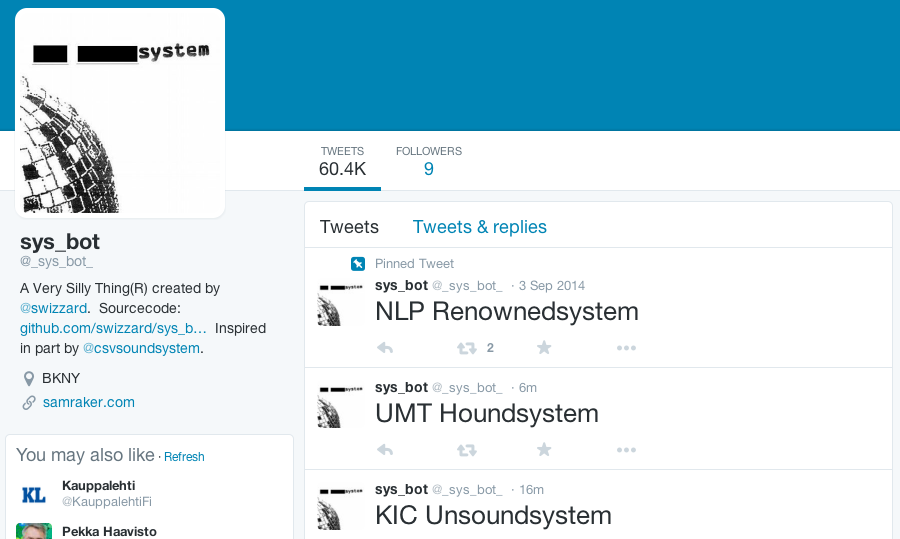 system
TWEETS
FOLLOWERS
60.4K
9
sys_bot
@_sys_bot_
A Very Silly Thing(R) created by
@swizzard. Sourcecode:
github.com/swizzard/sys_b… Inspired
in part by @csvsoundsystem.
BKNY
samraker.com
You may also like · Refresh
KL
Kauppalehti
@KauppalehtiFi
Pekka Haavisto
Tweets Tweets & replies
Pinned Tweet
sys_bot @_sys_bot_ · 3 Sep 2014
system
NLP Renownedsystem
2
sys_bot @_sys_bot_ · 6m
system
UMT Houndsystem
sys_bot @_sys_bot_ · 16m
system
KIC Unsoundsystem